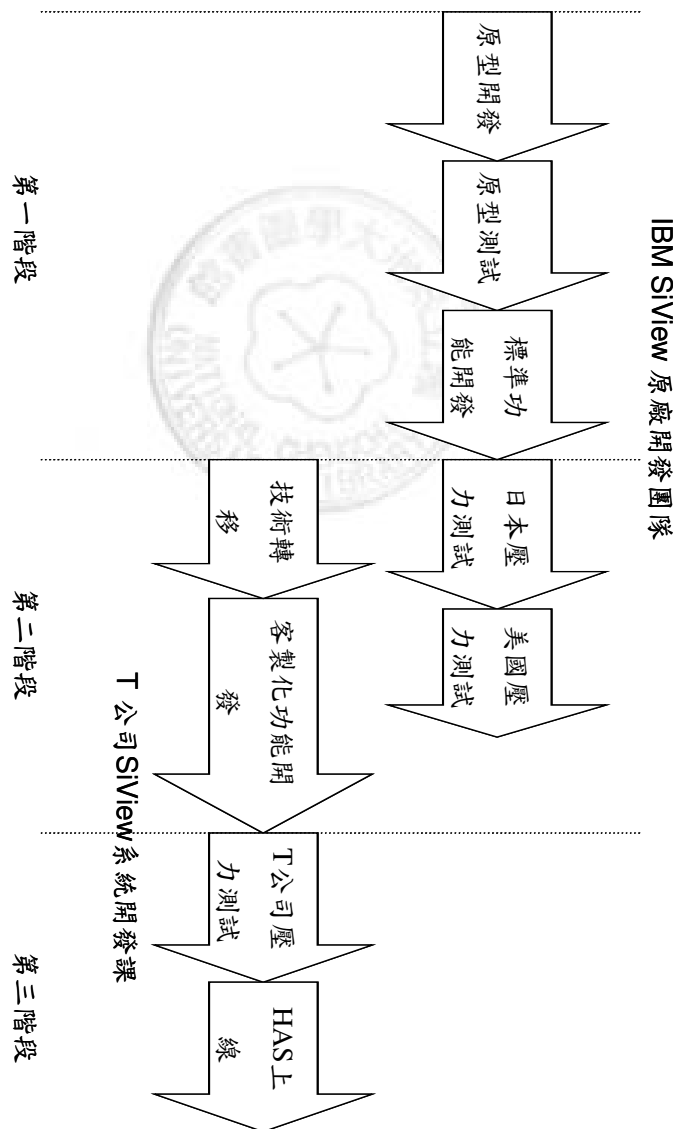 IBM SiView 原廠開發團隊
原型開發
原型測試
標準功
能開發
日本壓
力測試
美國壓
力測試
技術轉
移
客製化功能開
發
T公司壓
力測試
HAS上
線
T 公司SiView系統開發課
第一階段
第二階段
第三階段